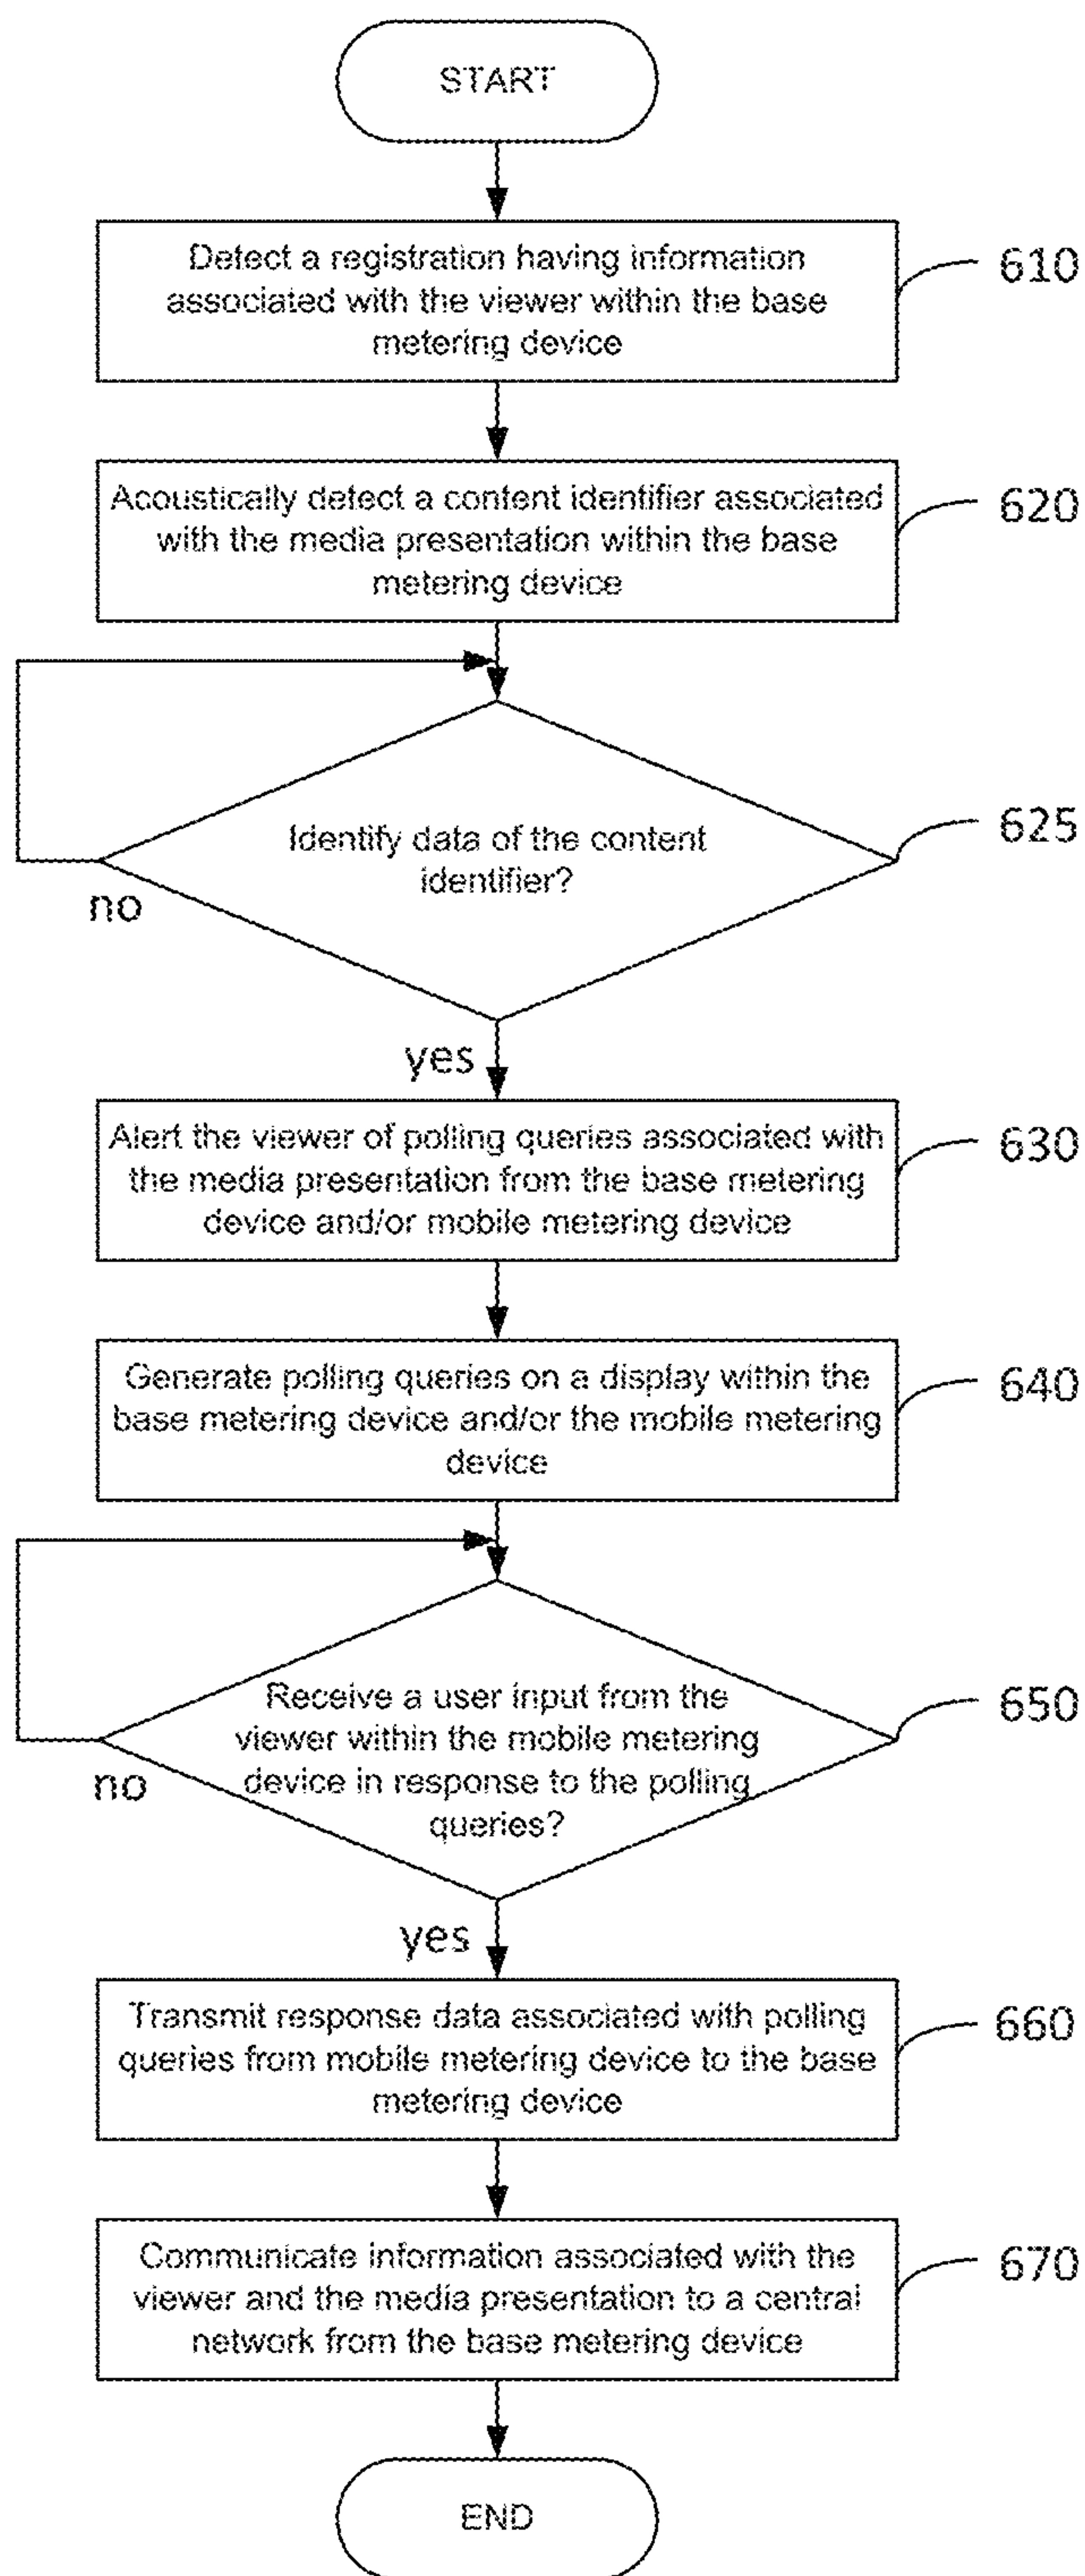 START
Detect a registration having information
associated with the viewer within the base
metering device
610
Acoustically detect a content identifier associated
with the media presentation within the base
metering device
620
Identify data of the content
identifier?
625
no
yes
Alert the viewer of polling queries associated with
the media presentation from the base metering
device and/or mobile metering device
630
Generate polling queries on a display within the
base metering device and/or the mobile metering
device
640
Receive a user input from the
viewer within the mobile metering
device in response to the polling
queries?
650
no
yes
Transmit response data associated with polling
queries from mobile metering device to the base
metering device
660
Communicate information associated with the
viewer and the media presentation to a central
network from the base metering device
670
END